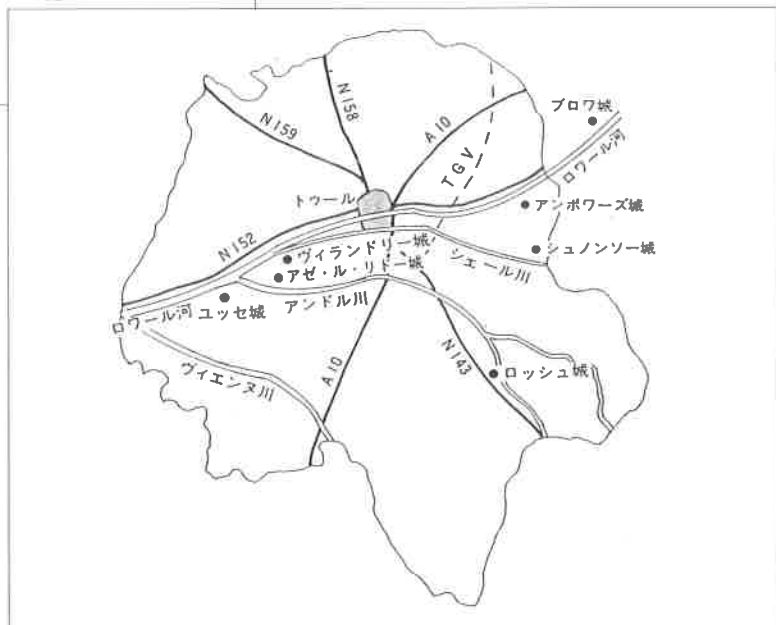 N158
N159
A10
TGV
ブロワ城
ロワール河
トゥール
アンボワーズ城
N152
ヴィランドリー城
シュノンソー城
シェール川
アゼ・ル・リドー城
アンドル川
ユッセ城
ロワール河
ヴィエンヌ川
A10
N143
ロッシュ城